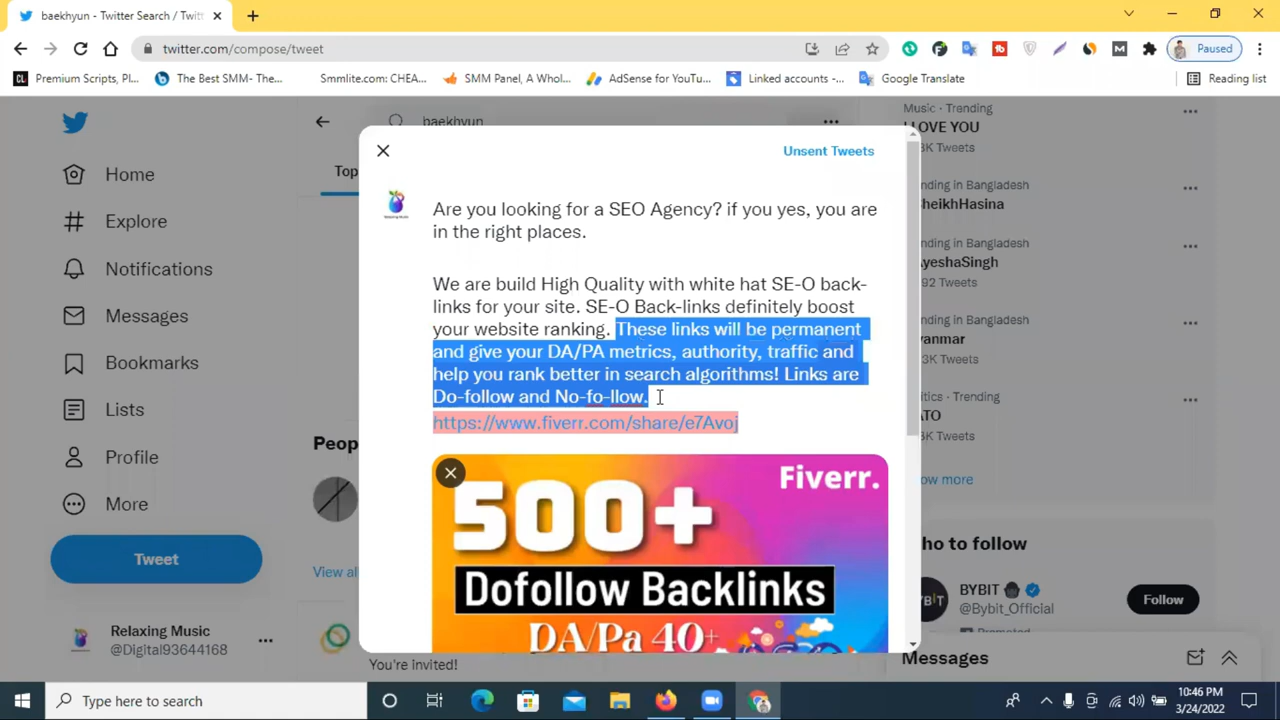 baekhyun - Twitter Search / Twitt
twitter.com/compose/tweet
Paused
Premium Scripts, Pl...
The Best SMM- The...
Smmlite.com: CHEA...
SMM Panel, A Whol...
AdSense for YouTu...
Linked accounts -...
Google Translate
Reading list
Home
Explore
Notifications
Messages
Bookmarks
Lists
Profile
More
Tweet
Relaxing Music
@Digital93644168
baekhyun
Top
Peop
View al
You're invited!
Unsent Tweets
Are you looking for a SEO Agency? if you yes, you are
in the right places.
We are build High Quality with white hat SE-O back-
links for your site. SE-O Back-links definitely boost
your website ranking. These links will be permanent
and give your DA/PA metrics, authority, traffic and
help you rank better in search algorithms! Links are
Do-follow and No-fo-llow.
https://www.fiverr.com/share/e7Avoj
Fiverr.
500+
Dofollow Backlinks
DA/Pa 40+
Music · Trending
I LOVE YOU
3K Tweets
nding in Bangladesh
SheikhHasina
nding in Bangladesh
AyeshaSingh
92 Tweets
nding in Bangladesh
anmar
itics · Trending
ATO
3K Tweets
ow more
ho to follow
BYBIT
@Bybit_Official
Promoted
Follow
Messages
Type here to search
10:46 PM
3/24/2022